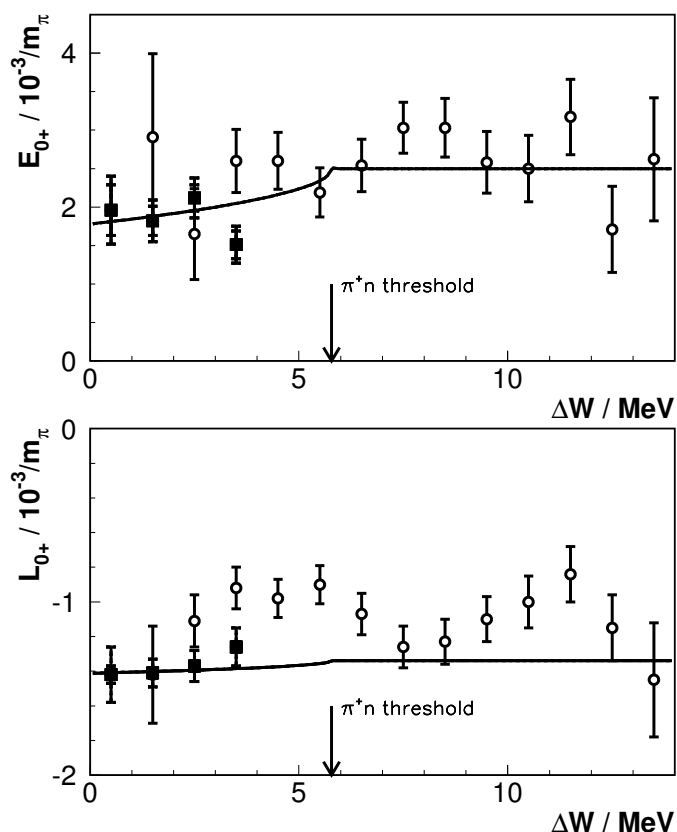 E₀₊ / 10⁻³/mπ
4
2
0
π⁺n threshold
0 5 10
ΔW / MeV
L₀₊ / 10⁻³/mπ
0
-1
-2
π⁺n threshold
0 5 10
ΔW / MeV